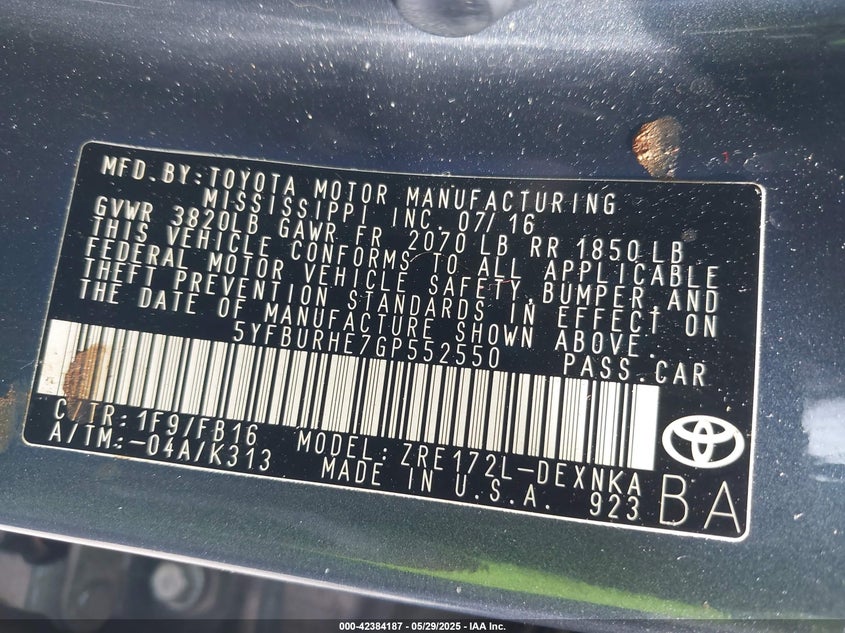 MFD.BY:TOYOTA MOTOR MANUFACTURING
MISSISSIPPI INC. 07/16
GVWR 3820LB GAWR FR 2070 LB RR 1850LB
THIS VEHICLE CONFORMS TO ALL APPLICABLE
FEDERAL MOTOR VEHICLE SAFETY,BUMPER,AND
THEFT PREVENTION STANDARDS IN EFFECT ON
THE DATE OF MANUFACTURE SHOWN ABOVE.
5YFBURHE7GP552550 PASS.CAR
C/TR:1F9/FB16 MODEL:ZRE172L-DEXNKA
A/TM:-04A/K313 MADE IN U.S.A. 923
BA
000-42384187 - 05/29/2025 - IAA Inc.